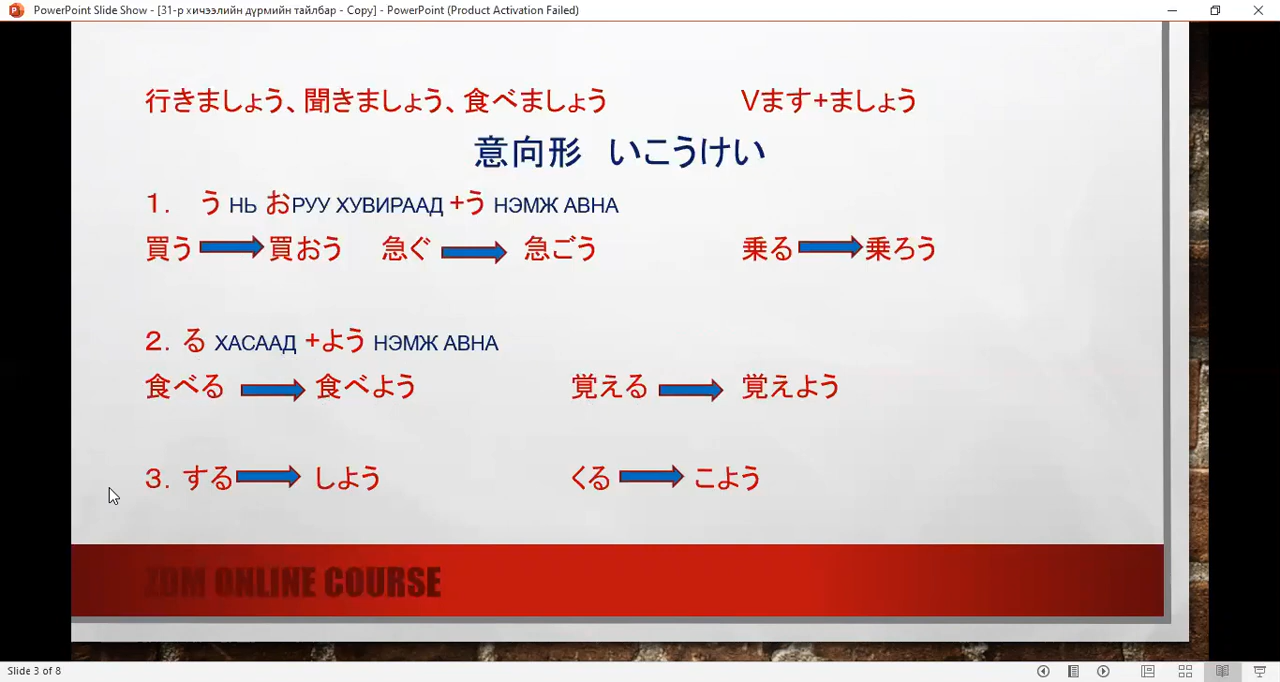 PowerPoint Slide Show - [31-р хичээлийн дүрмийн тайлбар - Copy] - PowerPoint (Product Activation Failed)
行きましょう、聞きましょう、食べましょう Vます+ましょう
意向形 いこうけい
1. う НЬ おРУУ ХУВИРААД +う НЭМЖ АВНА
買う 買おう 急ぐ 急ごう 乗る 乗ろう
2. る ХАСААД +よう НЭМЖ АВНА
食べる 食べよう 覚える 覚えよう
3. する しよう くる こよう
ZDM ONLINE COURSE
Slide 3 of 8